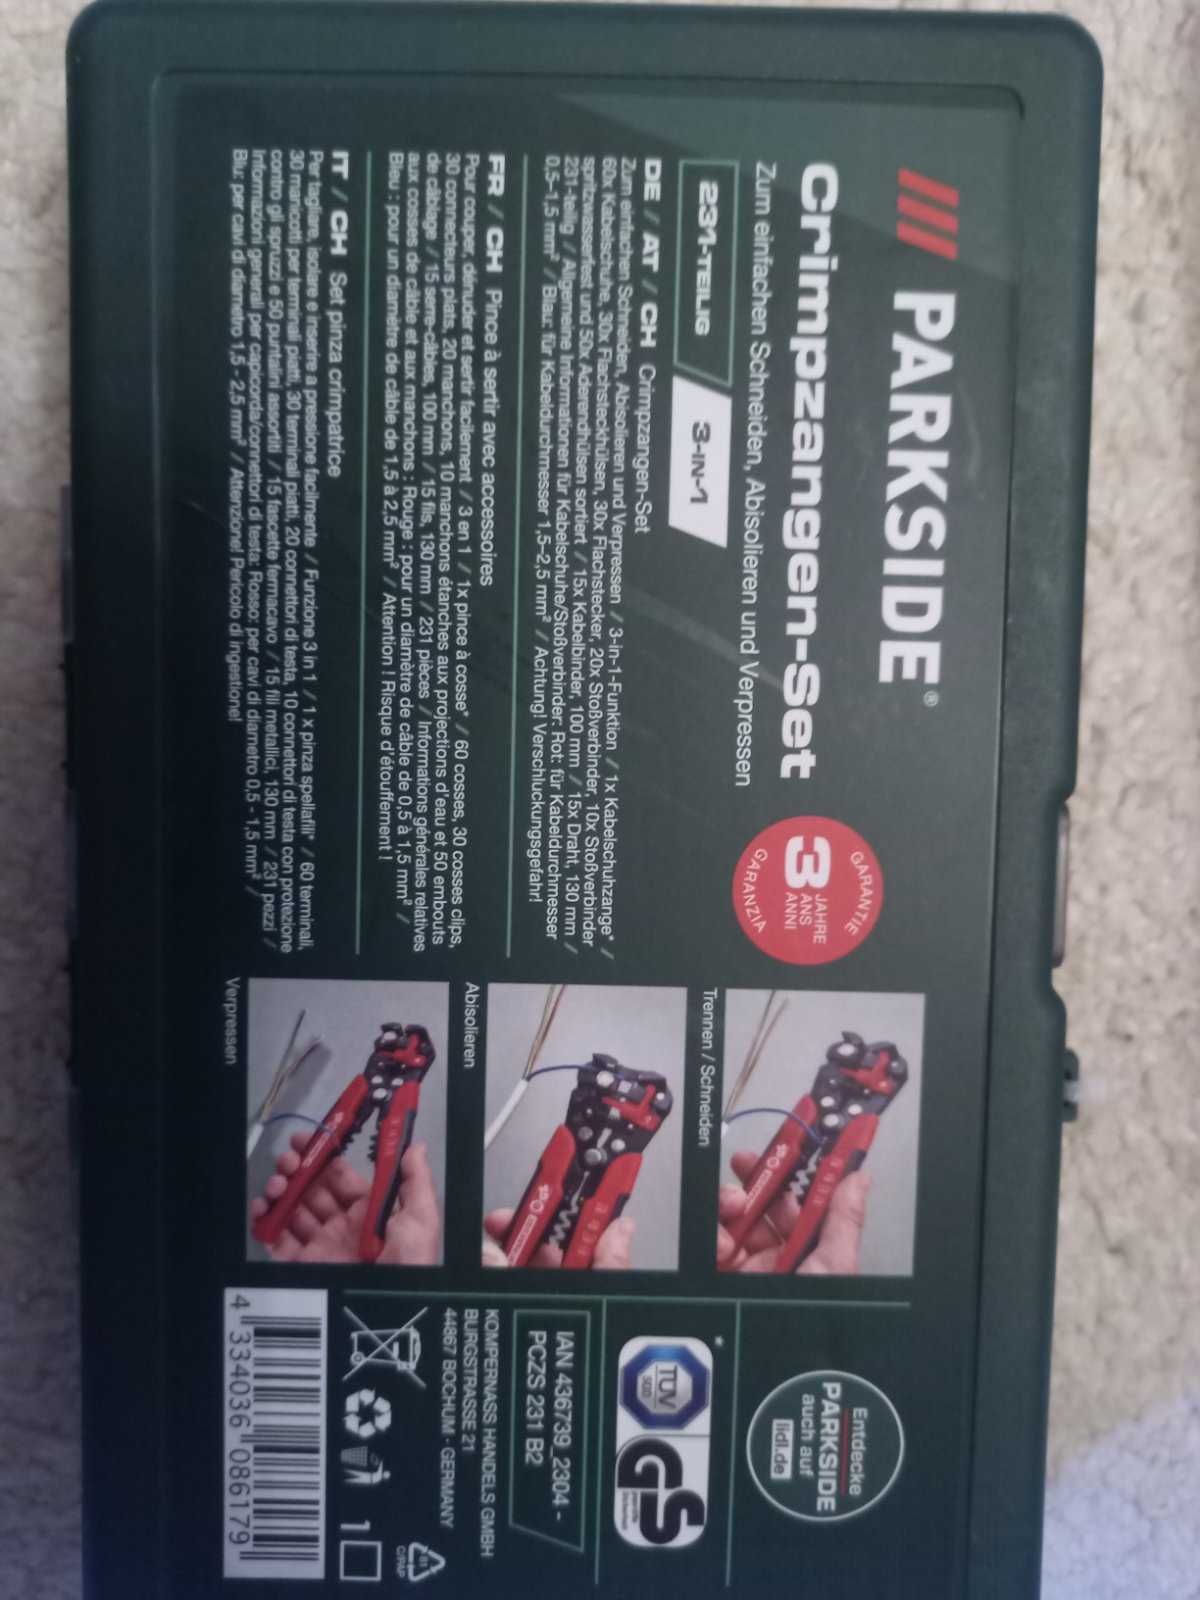 PARKSIDE®
Crimpzangen-Set
Zum einfachen Schneiden, Abisolieren und Verpressen
231-TEILIG
3-IN-1
GARANTIE
3 JAHRE
ANS
ANNI
GARANZIA
DE / AT / CH Crimpzangen-Set
Zum einfachen Schneiden, Abisolieren und Verpressen / 3-in-1-Funktion / 1x Kabelschuhzange* /
60x Kabelschuhe, 30x Flachsteckhülsen, 30x Flachstecker, 20x Stoßverbinder, 10x Stoßverbinder
spritzwasserfest und 50x Aderendhülsen sortiert / 15x Kabelbinder, 100 mm / 15x Draht, 130 mm /
231-teilig / Allgemeine Informationen für Kabelschuhe/Stoßverbinder: Rot: für Kabeldurchmesser
0,5–1,5 mm² / Blau: für Kabeldurchmesser 1,5–2,5 mm² / Achtung! Verschluckungsgefahr!
FR / CH Pince à sertir avec accessoires
Pour couper, dénuder et sertir facilement / 3 en 1 / 1x pince à cosse* / 60 cosses, 30 cosses clips,
30 connecteurs plats, 20 manchons, 10 manchons étanches aux projections d'eau et 50 embouts
de câblage / 15 serre-câbles, 100 mm / 15 fils, 130 mm / 231 pièces / Informations générales relatives
aux cosses de câble et aux manchons : Rouge : pour un diamètre de câble de 0,5 à 1,5 mm² /
Bleu : pour un diamètre de câble de 1,5 à 2,5 mm² / Attention ! Risque d'étouffement !
IT / CH Set pinza crimpatrice
Per tagliare, isolare e inserire a pressione facilmente / Funzione 3 in 1 / 1 x pinza spellafili* / 60 terminali,
30 manicotti per terminali piatti, 30 terminali piatti, 20 connettori di testa, 10 connettori di testa con protezione
contro gli spruzzi e 50 puntalini assortiti / 15 fascette fermacavo / 15 fili metallici, 130 mm / 231 pezzi /
Informazioni generali per capicorda/connettori di testa: Rosso: per cavi di diametro 0,5 - 1,5 mm² /
Blu: per cavi di diametro 1,5 - 2,5 mm² / Attenzione! Pericolo di ingestione!
Trennen / Schneiden
Abisolieren
Verpressen
Entdecke
PARKSIDE
auch auf
lidl.de
*
TÜV
SÜD
GS
IAN 436739_2304 -
PCZS 231 B2
KOMPERNASS HANDELS GMBH
BURGSTRASSE 21
44867 BOCHUM · GERMANY
1
81
C/PAP
4 334036 086179